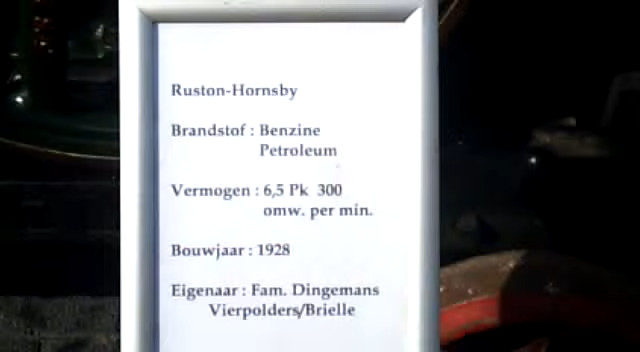 Ruston-Hornsby
Brandstof : Benzine
Petroleum
Vermogen : 6,5 Pk 300
omw. per min.
Bouwjaar : 1928
Eigenaar : Fam. Dingemans
Vierpolders/Brielle